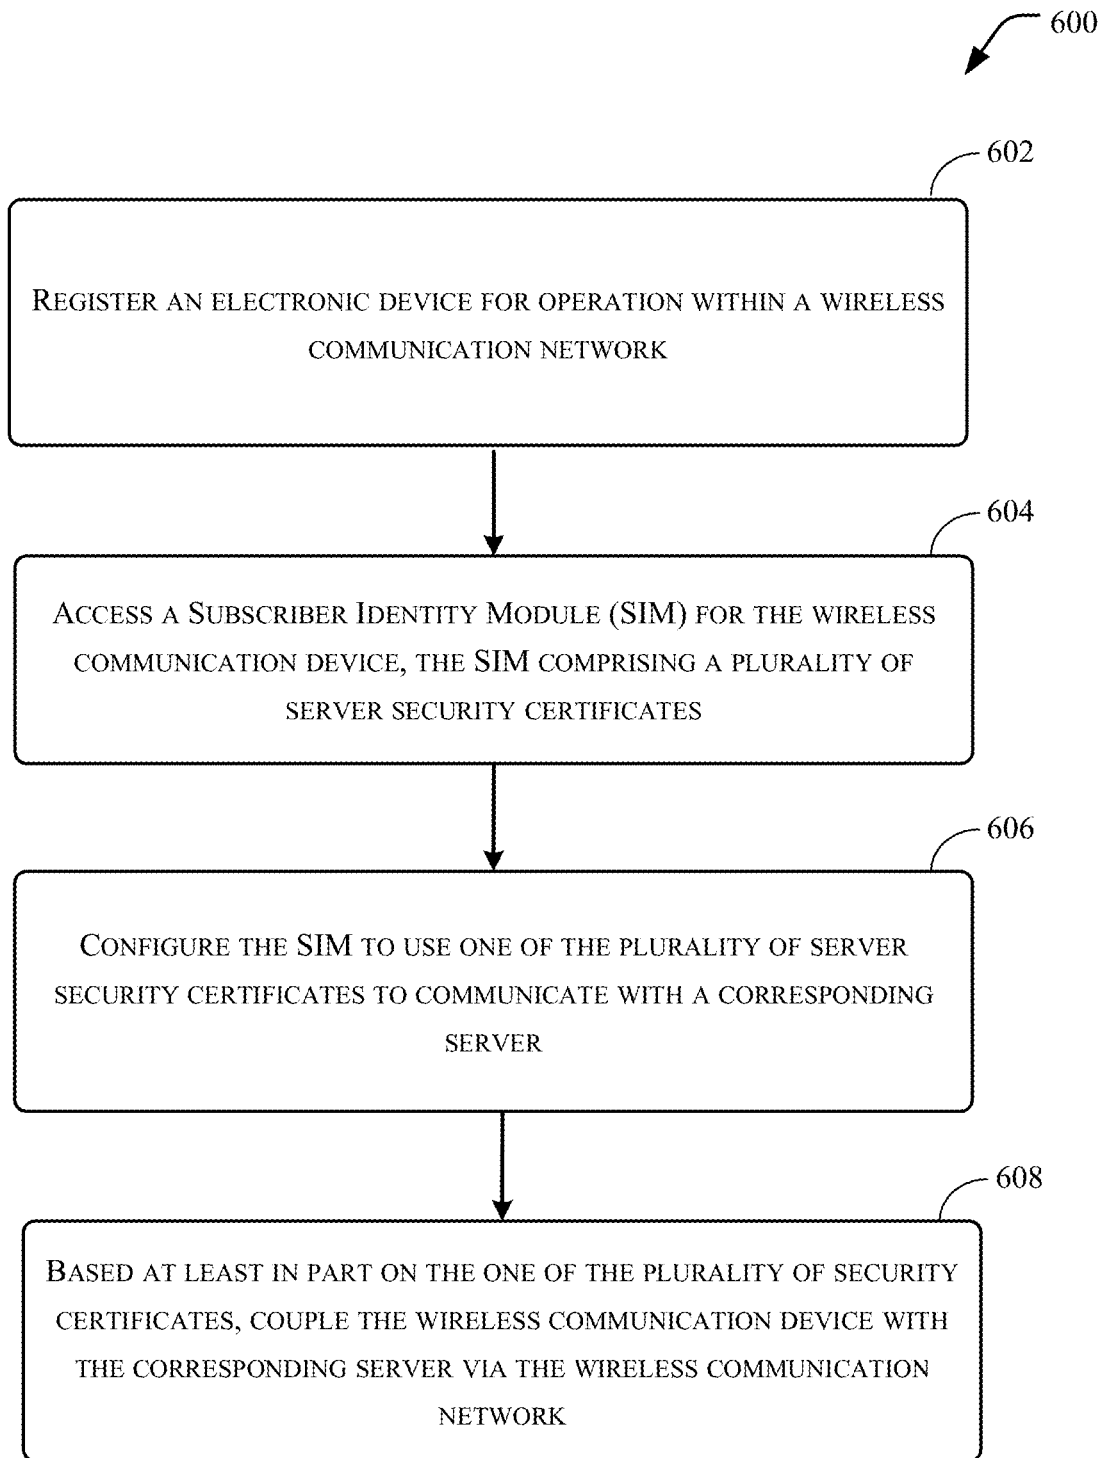 600
602
REGISTER AN ELECTRONIC DEVICE FOR OPERATION WITHIN A WIRELESS
COMMUNICATION NETWORK
604
ACCESS A SUBSCRIBER IDENTITY MODULE (SIM) FOR THE WIRELESS
COMMUNICATION DEVICE, THE SIM COMPRISING A PLURALITY OF
SERVER SECURITY CERTIFICATES
606
CONFIGURE THE SIM TO USE ONE OF THE PLURALITY OF SERVER
SECURITY CERTIFICATES TO COMMUNICATE WITH A CORRESPONDING
SERVER
608
BASED AT LEAST IN PART ON THE ONE OF THE PLURALITY OF SECURITY
CERTIFICATES, COUPLE THE WIRELESS COMMUNICATION DEVICE WITH
THE CORRESPONDING SERVER VIA THE WIRELESS COMMUNICATION
NETWORK